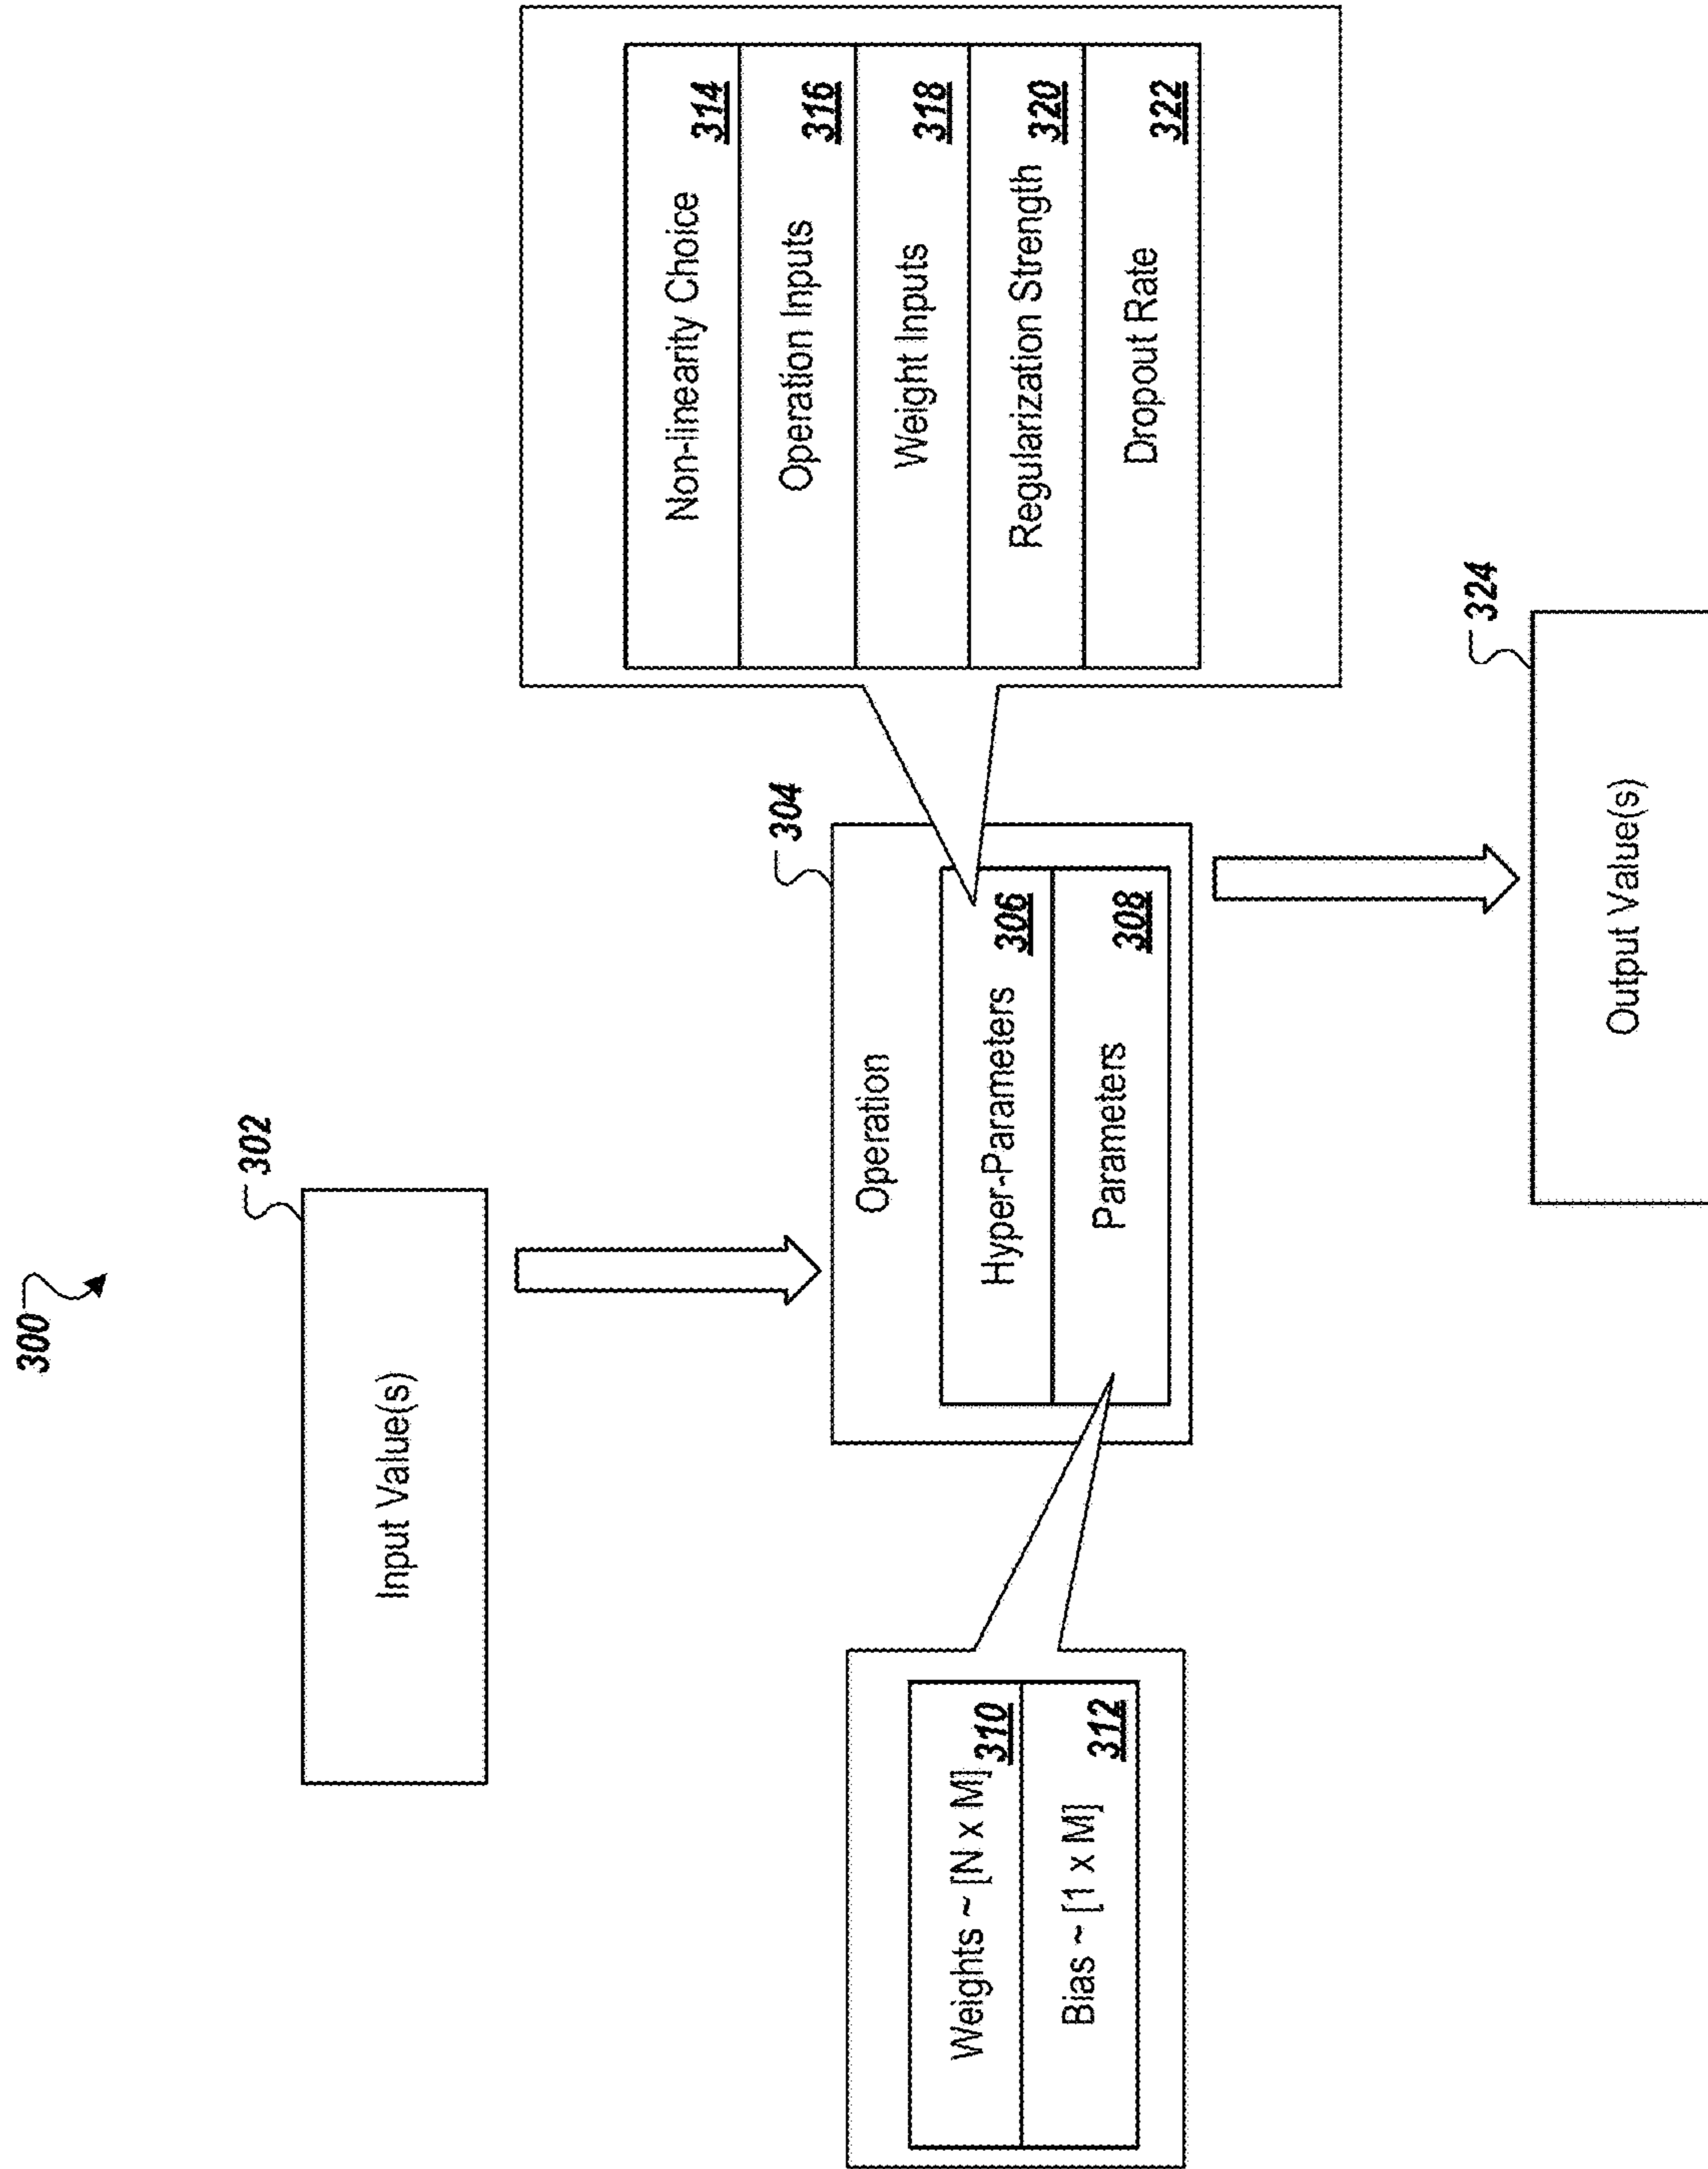 300
302
Input Value(s)
304
Operation
Hyper-Parameters 306
Parameters 308
Weights ~ [N x M] 310
Bias ~ [1 x M] 312
Non-linearity Choice 314
Operation Inputs 316
Weight Inputs 318
Regularization Strength 320
Dropout Rate 322
324
Output Value(s)